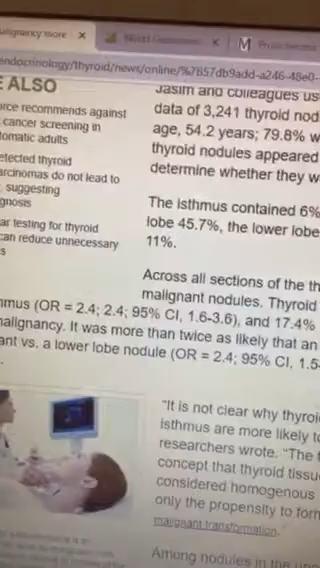 alignancy more
World
M
endocrinology/thyroid/news/online/%7b57db9add-a246-48e0-
E ALSO
orce recommends against
cancer screening in
tomatic adults
etected thyroid
arcinomas do not lead to
, suggesting
gnosis
ar testing for thyroid
can reduce unnecessary
s
Jasim and colleagues us
data of 3,241 thyroid nod
age, 54.2 years; 79.8% w
thyroid nodules appeared
determine whether they w
The isthmus contained 6%
lobe 45.7%, the lower lobe
11%.
Across all sections of the th
malignant nodules. Thyroid
hmus (OR = 2.4; 2.4; 95% CI, 1.6-3.6), and 17.4%
malignancy. It was more than twice as likely that an
ant vs. a lower lobe nodule (OR = 2.4; 95% CI, 1.5-
"It is not clear why thyroi
isthmus are more likely to
researchers wrote. "The f
concept that thyroid tissue
considered homogenous
only the propensity to form
malignant transformation."
Among nodules in the upp